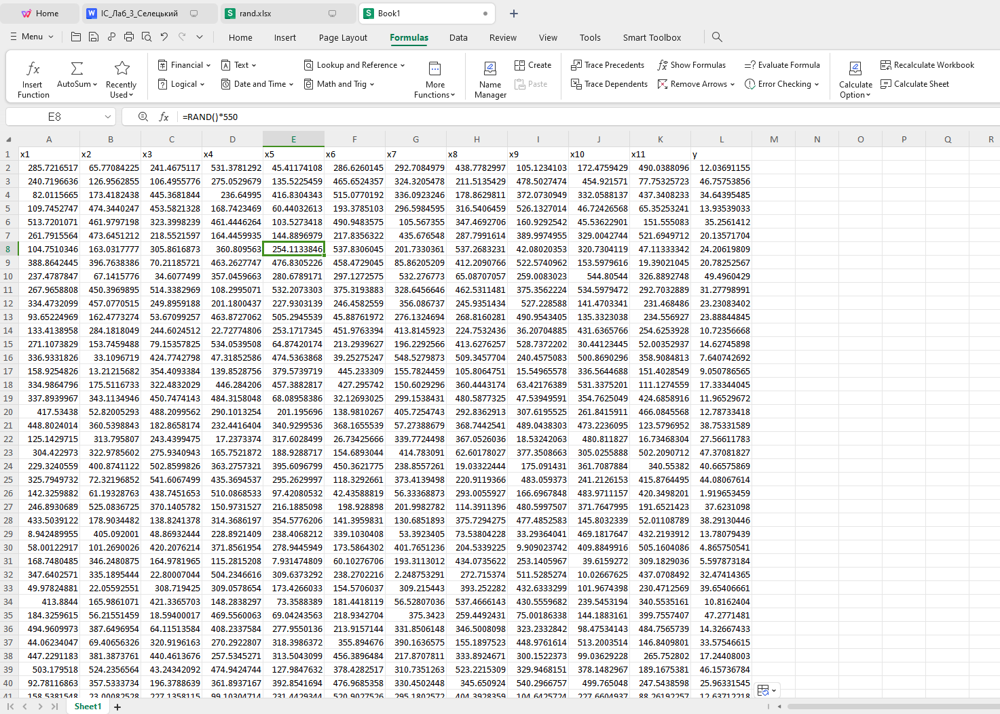 Home IC_Лаб_3_Селецький rand.xlsx Book1
Menu Home Insert Page Layout Formulas Data Review View Tools Smart Toolbox
Insert Function AutoSum Recently Used Financial Logical Text Date and Time Lookup and Reference Math and Trig More Functions Name Manager Create Paste Trace Precedents Trace Dependents Show Formulas Remove Arrows Evaluate Formula Error Checking Calculate Option Recalculate Workbook Calculate Sheet
E8 fx =RAND()*550
A B C D E F G H I J K L M N O P Q R
1 x1 x2 x3 x4 x5 x6 x7 x8 x9 x10 x11 y
2 285.7216517 65.77084225 241.4675117 531.3781292 45.41174108 286.6260145 292.7084979 438.7782997 105.1234103 172.4759429 490.0388096 12.03691155
3 240.7196636 126.9562855 106.4955776 275.0529679 135.5225459 465.6524357 324.3205478 211.5135429 478.5027474 454.921571 77.75325723 46.75753856
4 82.0115665 173.4182438 445.3681844 236.64995 416.8304343 515.0770192 336.0923246 178.8629811 372.0730949 332.0588137 437.3408233 34.64395485
5 109.7452747 474.3440247 453.5821328 168.7423469 60.44032613 193.3785103 296.5984595 316.5406459 526.1327014 46.72426568 65.35253241 13.93539033
6 513.7201071 461.9797198 323.3998239 461.4446264 103.5273418 490.9483575 105.567355 347.4692706 160.9292542 45.53622901 151.555083 35.2561412
7 261.7915564 473.6451212 218.5521597 164.4459935 144.8896979 217.8356322 435.676548 287.7991614 389.9974955 329.0042744 521.6949712 20.13571704
8 104.7510346 163.0317777 305.8616873 360.809563 254.1133846 537.8306045 201.7330361 537.2683231 42.08020353 320.7304119 47.11333342 24.20619809
9 388.8642445 396.7638386 70.21185721 463.2627747 476.8305226 458.4729045 85.86205209 412.2090766 522.5740962 153.5979616 19.39021045 20.78252567
10 237.4787847 67.1415776 34.6077499 357.0459663 280.6789171 297.1272575 532.276773 65.08707057 259.0083023 544.80544 326.8892748 49.4960429
11 267.9658808 450.3969895 514.3382969 108.2995071 532.2073303 375.3193883 328.6456646 462.5311481 375.3562224 534.5979472 292.7032889 31.27798991
12 334.4732099 457.0770515 249.8959188 201.1800437 227.9303139 246.4582559 356.086737 245.9351434 527.228588 141.4703341 231.468486 23.23083402
13 93.65224969 162.4773274 53.67099257 463.8727062 505.2945539 45.88761972 276.1324694 268.8160281 490.9543405 135.3323038 234.556927 23.88844845
14 133.4138958 284.1818049 244.6024512 22.72774806 253.1717345 451.9763394 413.8145923 224.7532436 36.20704885 431.6365766 254.6253928 10.72356668
15 271.1073829 153.7459488 79.15357825 534.0539508 64.87420174 213.2939627 196.2292566 413.6276257 528.7372202 30.44123445 52.00352937 14.62745898
16 336.9331826 33.1096719 424.7742798 47.31852586 474.5363868 39.25275247 548.5279873 509.3457704 240.4575083 500.8690296 358.9084813 7.640742692
17 158.9254826 13.21215682 354.4093384 139.8528756 379.5739719 445.233309 155.7824459 105.8064751 15.54965578 336.5644688 151.4028549 9.050786565
18 334.9864796 175.5116733 322.4832029 446.284206 457.3882817 427.295742 150.6029296 360.4443174 63.42176389 531.3375201 111.1274559 17.33344045
19 337.8939967 343.1134946 450.7474143 484.3158048 68.08958386 32.12693025 299.1538431 480.5877325 47.53949591 354.7625049 424.6858916 11.96529672
20 417.53438 52.82005293 488.2099562 290.1013254 201.195696 138.9810267 405.7254743 292.8362913 307.6195525 261.8415911 466.0845568 12.78733418
21 448.8024014 360.5398843 182.8658174 232.4416404 340.9299536 368.1655539 57.27388679 368.7442541 489.0438303 473.2236095 123.5796952 38.75331589
22 125.1429715 313.795807 243.4399475 17.2373374 317.6028499 26.73425666 339.7724498 367.0526036 18.53242063 480.811827 16.73468304 27.56611783
23 304.422973 322.9785602 275.9340943 165.7521872 188.9288717 154.6893044 414.783091 62.60178027 377.3508663 305.0255888 502.2090712 47.37081827
24 229.3240559 400.8741122 502.8599826 363.2757321 395.6096799 450.3621775 238.8557261 19.03322444 175.091431 361.7087884 340.55382 40.66575869
25 325.7949732 72.32196852 541.6067499 435.3694537 295.2629997 118.3292661 373.4139498 220.9119366 483.059373 241.2126153 415.8764495 44.08067614
26 142.3259882 61.19328763 438.7451653 510.0868533 97.42080532 42.43588819 56.33368873 293.0055927 166.6967848 483.9711157 420.3498201 1.919653459
27 246.8930689 525.0836725 370.1405782 150.9731527 216.1885098 198.928898 201.9982782 114.3911396 480.5997507 371.7647995 191.6521423 37.6231098
28 433.5039122 178.9034482 138.8241378 314.3686197 354.5776206 141.3959831 130.6851893 375.7294275 477.4852583 145.8032339 52.01108789 38.29130446
29 8.942489955 405.092001 48.86932444 228.8921409 238.4068212 339.1030408 53.3923405 73.53804228 33.29364041 469.1817647 432.2193912 13.78079439
30 58.00122917 101.2690026 420.2076214 371.8561954 278.9445949 173.5864302 401.7651236 204.5339225 9.909023742 409.8849916 505.1604086 4.865750541
31 168.7480485 346.2480875 164.9781965 115.2815208 7.931474809 60.10276706 193.3113012 434.0735622 253.1405967 39.6159272 309.1829036 5.597873184
32 347.6402571 335.1895444 22.80007044 504.2346616 309.6373292 238.2702216 2.248753291 272.715374 511.5285274 10.02667625 437.0708492 32.47414365
33 49.97824881 22.05592551 308.719425 309.0578654 173.4266033 154.5706037 309.215443 393.252282 432.6333299 101.9674398 230.4712569 39.65406661
34 413.8844 165.9861071 421.3365703 148.2838297 73.3588389 181.4418119 56.52807036 537.4666143 430.5559682 239.5453194 340.5535161 10.8162404
35 184.3259615 56.21551459 18.59400017 469.5560063 69.04243563 218.9342704 375.3423 259.4492431 75.00186338 144.1883161 399.7557407 47.2771481
36 494.9609973 387.6496954 64.11513584 408.2337584 277.9550136 213.9157144 331.8506148 346.5008098 323.2332842 98.47534143 484.7565739 14.32667433
37 44.06234047 69.40656326 320.9196163 270.2922807 318.3986372 355.894676 390.1636575 155.1897523 448.9761614 513.2003514 146.8409801 33.57546615
38 447.2291183 381.3873761 440.4613676 257.5345271 313.5043099 456.3896484 217.8707811 333.8924671 300.1522373 99.03629228 265.752802 17.24408003
39 503.179518 524.2356564 43.24342092 474.9424744 127.9847632 378.4282517 310.7351263 523.2215309 329.9468151 378.1482967 189.1675381 46.15736784
40 92.78116863 357.5333734 196.3788639 361.8937167 392.8541694 476.9685358 330.4502448 345.650924 540.2966757 499.765048 247.5438598 25.96331545
41 158.5381548 23.00082528 227.1358115 99.10304714 231.4429344 520.9027526 295.1802572 404.3928359 104.6425724 227.6604937 88.26192257 12.63712218
Sheet1